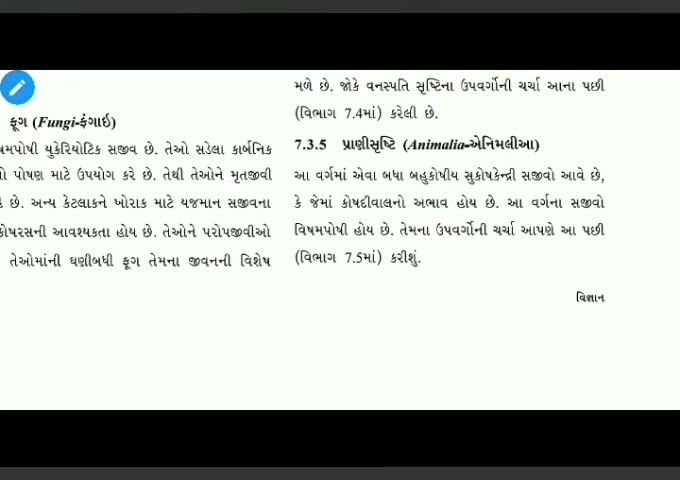 ફૂગ (Fungi-ફંગાઇ)
યુકેરિયોટિક સજીવ છે. તેઓ સડેલા કાર્બનિક
પોષણ માટે ઉપયોગ કરે છે. તેથી તેઓને મૃતજીવી
છે. અન્ય કેટલાકને ખોરાક માટે યજમાન સજીવના
આવશ્યકતા હોય છે. તેઓને પરોપજીવીઓ
તેઓમાંની ઘણીબધી ફૂગ તેમના જીવનની વિશેષ
મળે છે. જોકે વનસ્પતિ સૃષ્ટિના ઉપવર્ગોની ચર્ચા આના પછી
(વિભાગ 7.4માં) કરેલી છે.
7.3.5 પ્રાણીસૃષ્ટિ (Animalia-એનિમલીઆ)
આ વર્ગમાં એવા બધા બહુકોષીય સુકોષકેન્દ્રી સજીવો આવે છે,
કે જેમાં કોષદીવાલનો અભાવ હોય છે. આ વર્ગના સજીવો
વિષમપોષી હોય છે. તેમના ઉપવર્ગોની ચર્ચા આપણે આ પછી
(વિભાગ 7.5માં) કરીશું.
વિજ્ઞાન